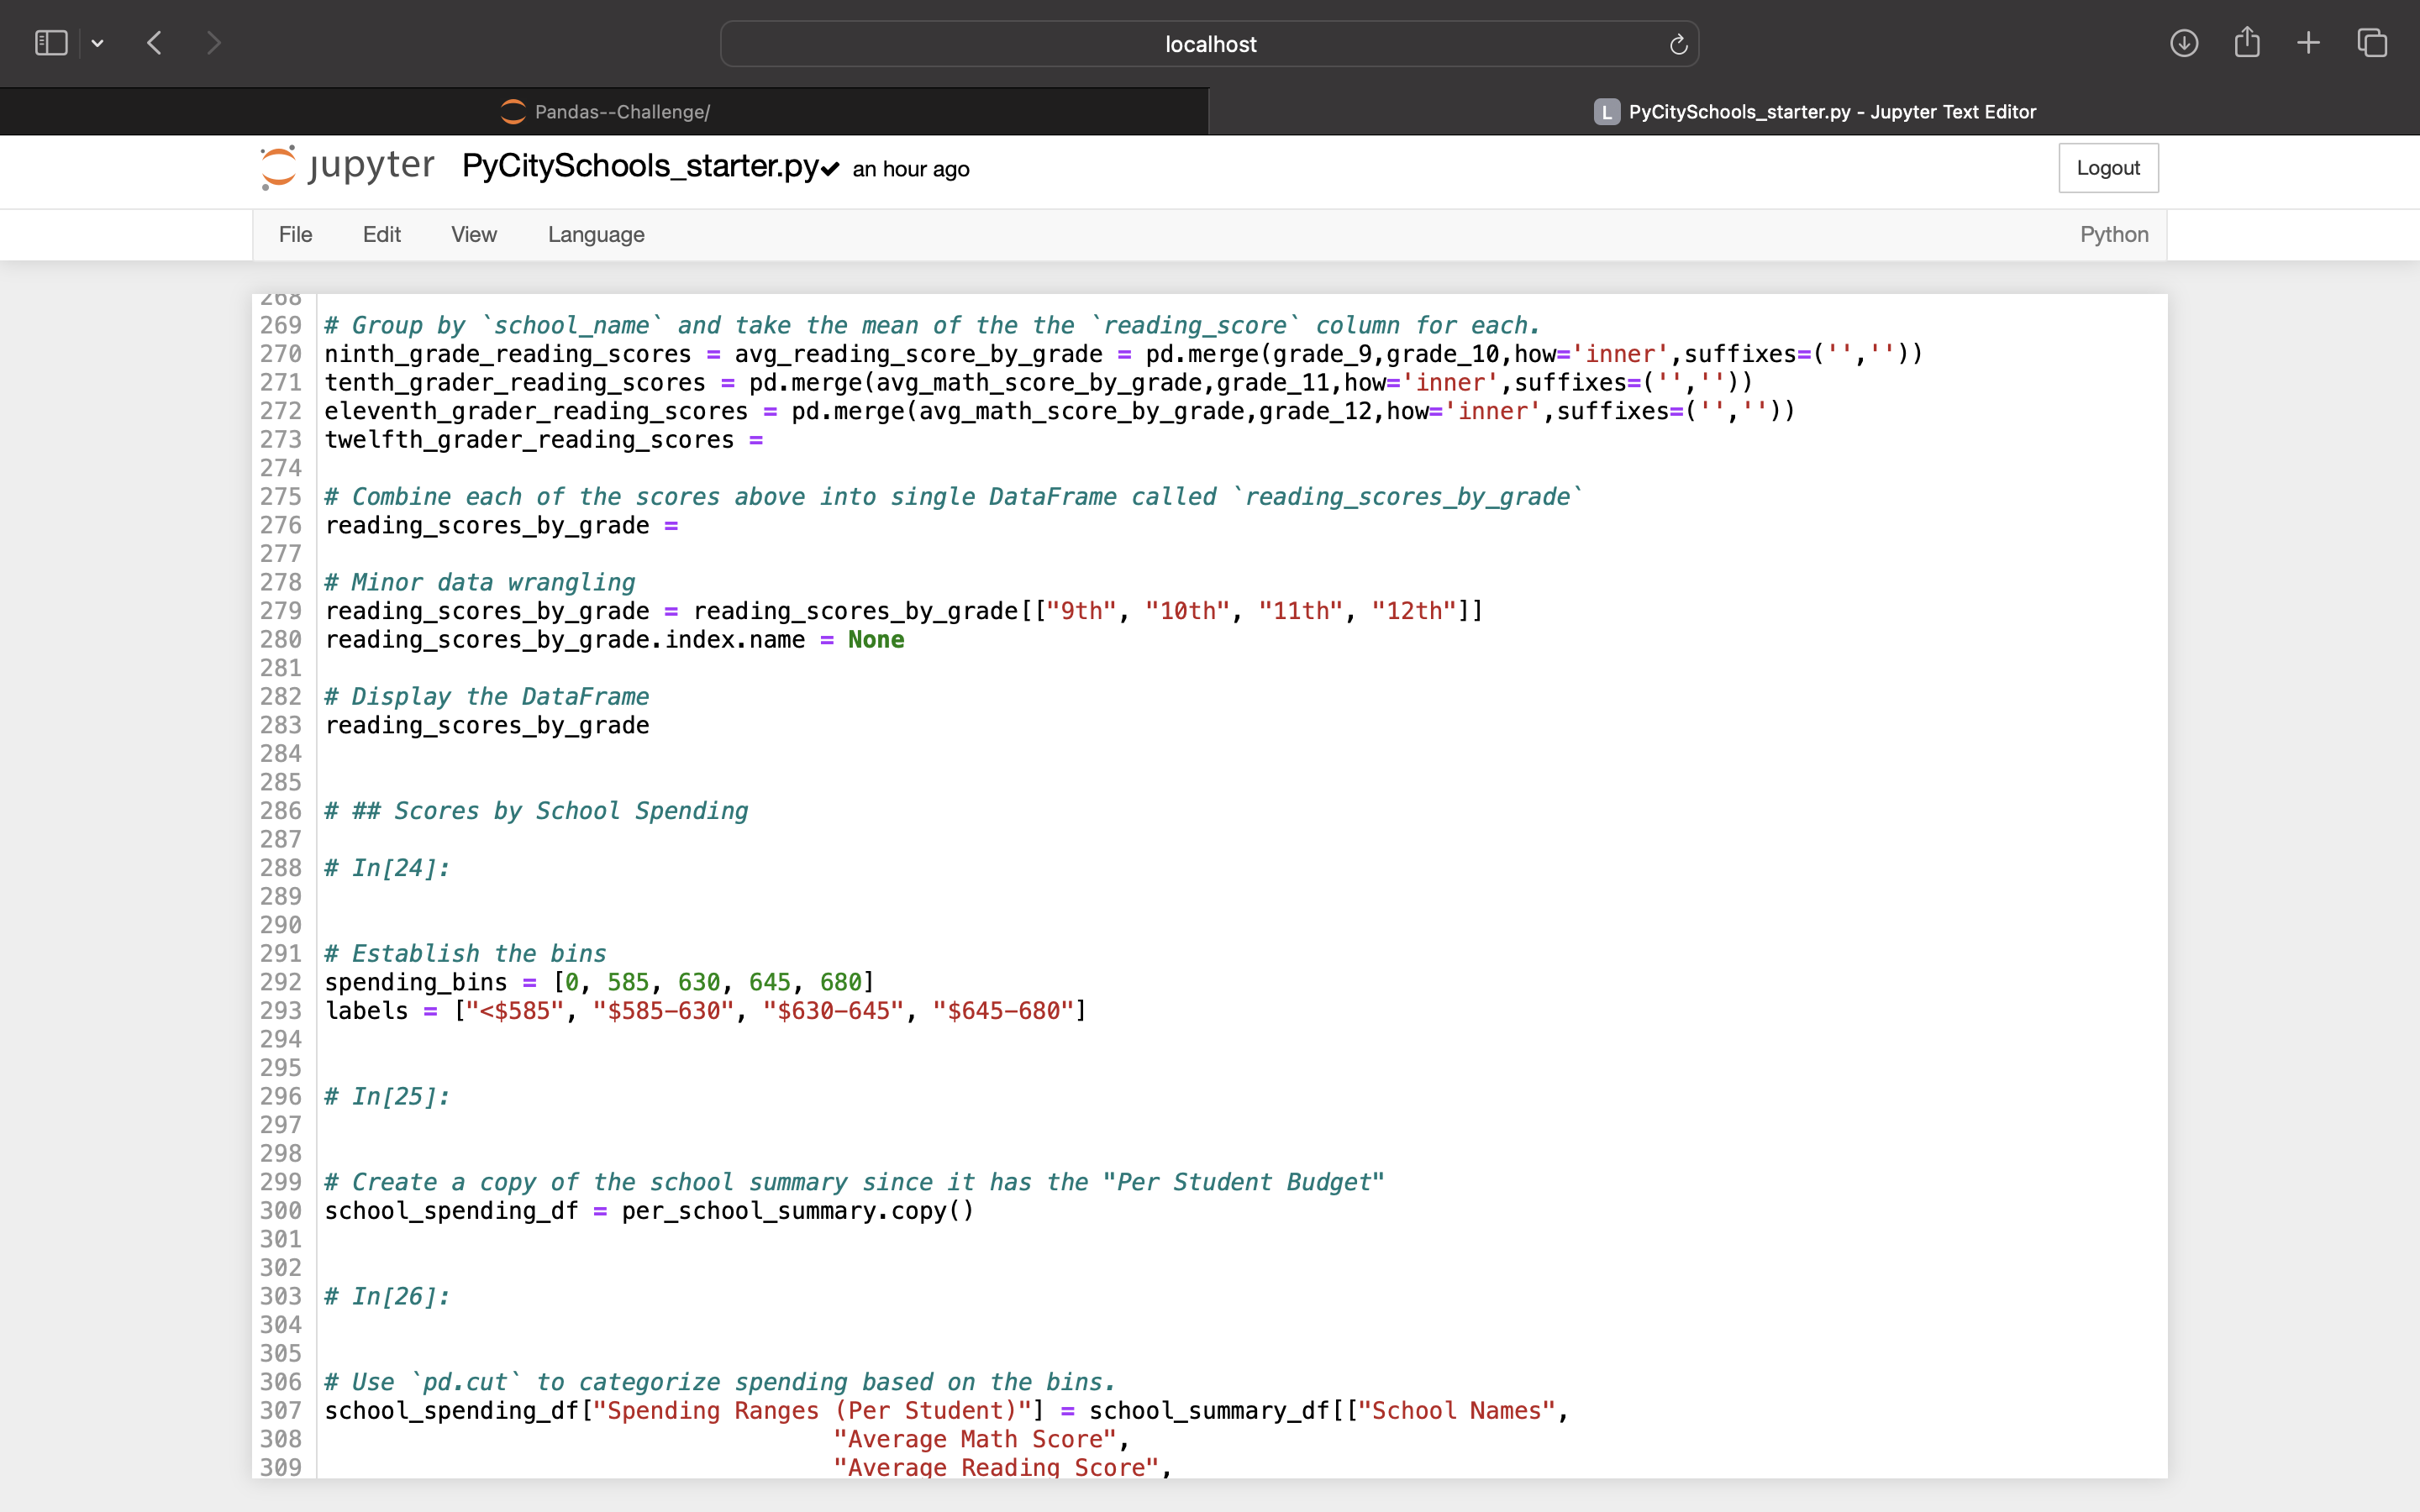 localhost
Pandas--Challenge/
L PyCitySchools_starter.py - Jupyter Text Editor
jupyter PyCitySchools_starter.py✔ an hour ago
Logout
File Edit View Language
Python
268
269 # Group by `school_name` and take the mean of the the `reading_score` column for each.
270 ninth_grade_reading_scores = avg_reading_score_by_grade = pd.merge(grade_9,grade_10,how='inner',suffixes=('',''))
271 tenth_grader_reading_scores = pd.merge(avg_math_score_by_grade,grade_11,how='inner',suffixes=('',''))
272 eleventh_grader_reading_scores = pd.merge(avg_math_score_by_grade,grade_12,how='inner',suffixes=('',''))
273 twelfth_grader_reading_scores =
274
275 # Combine each of the scores above into single DataFrame called `reading_scores_by_grade`
276 reading_scores_by_grade =
277
278 # Minor data wrangling
279 reading_scores_by_grade = reading_scores_by_grade[["9th", "10th", "11th", "12th"]]
280 reading_scores_by_grade.index.name = None
281
282 # Display the DataFrame
283 reading_scores_by_grade
284
285
286 # ## Scores by School Spending
287
288 # In[24]:
289
290
291 # Establish the bins
292 spending_bins = [0, 585, 630, 645, 680]
293 labels = ["<$585", "$585-630", "$630-645", "$645-680"]
294
295
296 # In[25]:
297
298
299 # Create a copy of the school summary since it has the "Per Student Budget"
300 school_spending_df = per_school_summary.copy()
301
302
303 # In[26]:
304
305
306 # Use `pd.cut` to categorize spending based on the bins.
307 school_spending_df["Spending Ranges (Per Student)"] = school_summary_df[["School Names",
308 "Average Math Score",
309 "Average Reading Score",